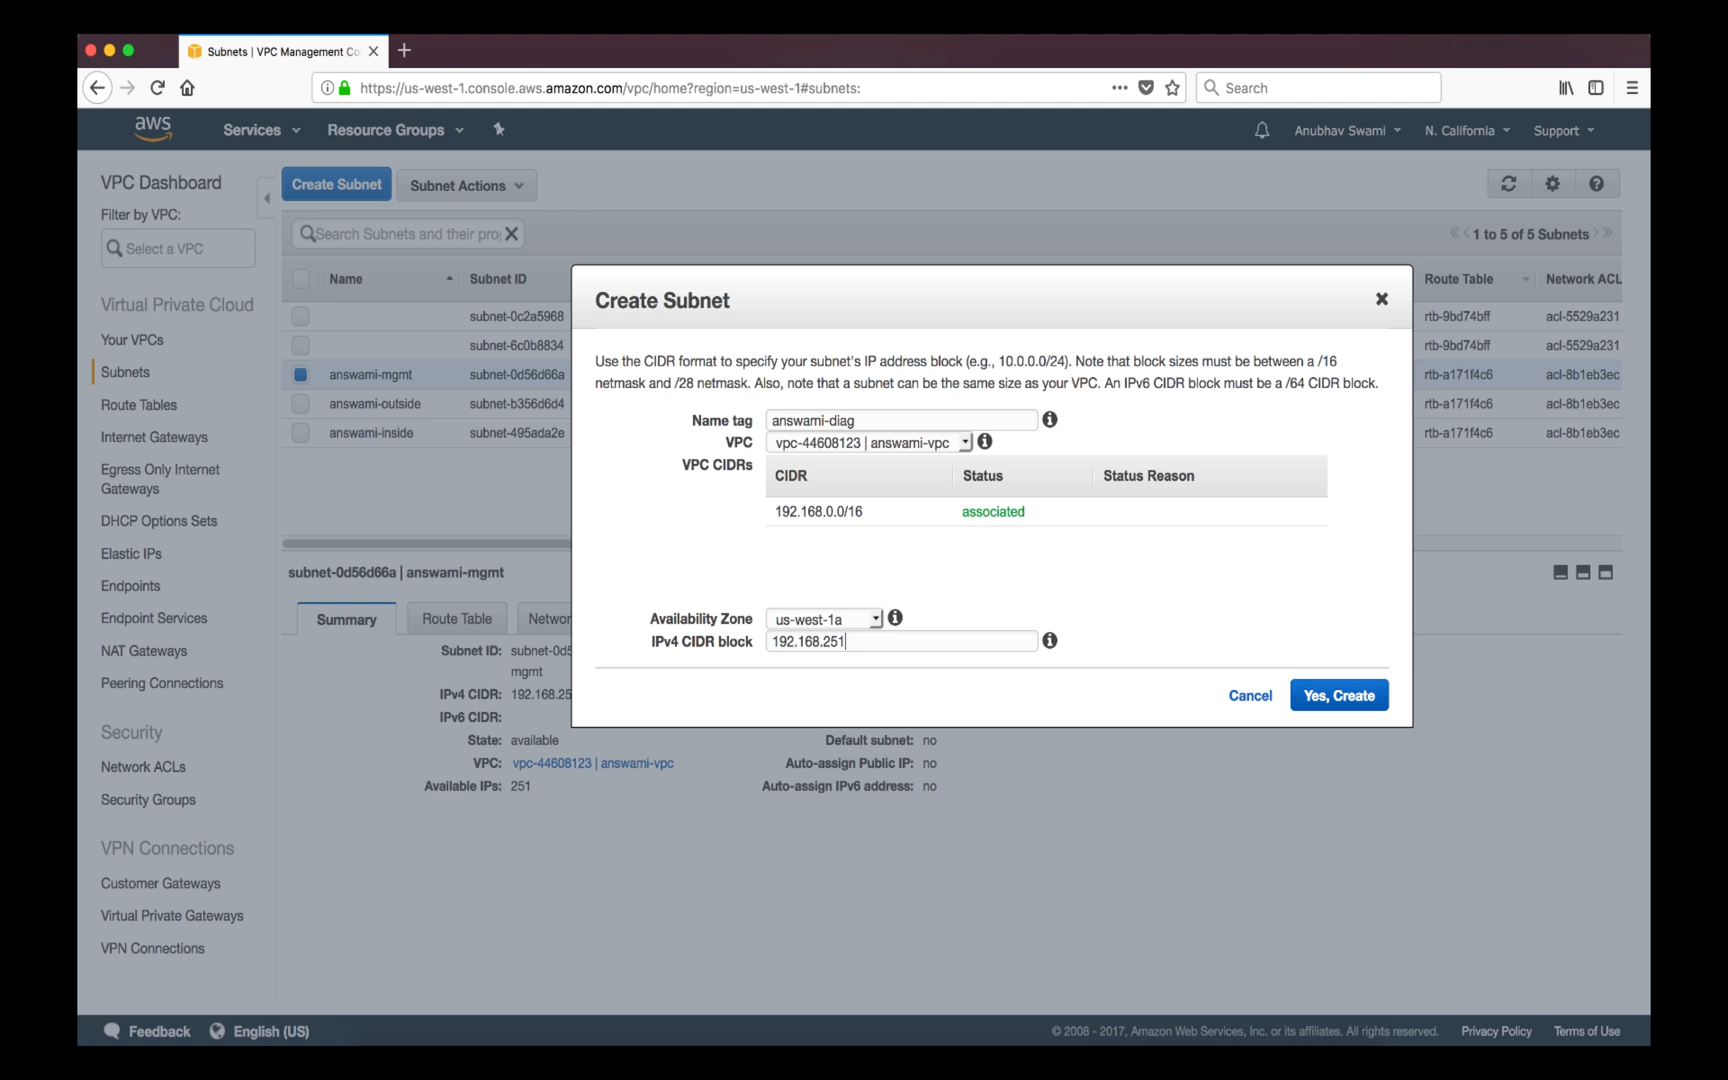 Subnets | VPC Management Co
https://us-west-1.console.aws.amazon.com/vpc/home?region=us-west-1#subnets:
Search
aws
Services
Resource Groups
Anubhav Swami
N. California
Support
VPC Dashboard
Filter by VPC:
Select a VPC
Virtual Private Cloud
Your VPCs
Subnets
Route Tables
Internet Gateways
Egress Only Internet
Gateways
DHCP Options Sets
Elastic IPs
Endpoints
Endpoint Services
NAT Gateways
Peering Connections
Security
Network ACLs
Security Groups
VPN Connections
Customer Gateways
Virtual Private Gateways
VPN Connections
Create Subnet
Subnet Actions
Search Subnets and their pro
1 to 5 of 5 Subnets
Name Subnet ID Route Table Network ACL
subnet-0c2a5968 rtb-9bd74bff acl-5529a231
subnet-6c0b8834 rtb-9bd74bff acl-5529a231
answami-mgmt subnet-0d56d66a rtb-a171f4c6 acl-8b1eb3ec
answami-outside subnet-b356d6d4 rtb-a171f4c6 acl-8b1eb3ec
answami-inside subnet-495ada2e rtb-a171f4c6 acl-8b1eb3ec
Create Subnet
Use the CIDR format to specify your subnet's IP address block (e.g., 10.0.0.0/24). Note that block sizes must be between a /16
netmask and /28 netmask. Also, note that a subnet can be the same size as your VPC. An IPv6 CIDR block must be a /64 CIDR block.
Name tag answami-diag
VPC vpc-44608123 | answami-vpc
VPC CIDRs
CIDR Status Status Reason
192.168.0.0/16 associated
Availability Zone us-west-1a
IPv4 CIDR block 192.168.251
Cancel
Yes, Create
subnet-0d56d66a | answami-mgmt
Summary
Route Table
Networ
Subnet ID: subnet-0d5
mgmt
IPv4 CIDR: 192.168.25
IPv6 CIDR:
State: available
VPC: vpc-44608123 | answami-vpc
Available IPs: 251
Default subnet: no
Auto-assign Public IP: no
Auto-assign IPv6 address: no
Feedback
English (US)
© 2008 - 2017, Amazon Web Services, Inc. or its affiliates. All rights reserved.
Privacy Policy
Terms of Use